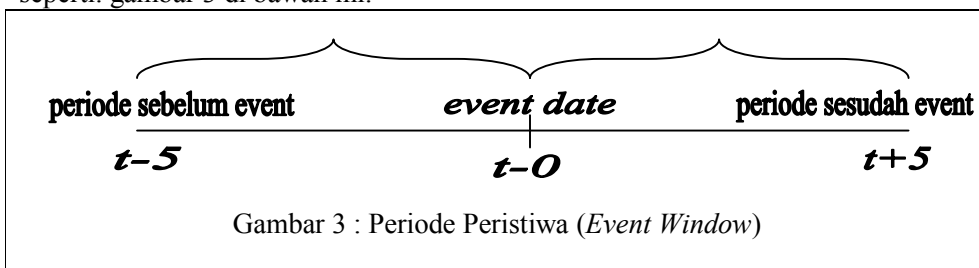 seperti: gambar 3 di bawah ini:
periode sebelum event event date periode sesudah event
t-5 t-0 t+5
Gambar 3 : Periode Peristiwa (Event Window)